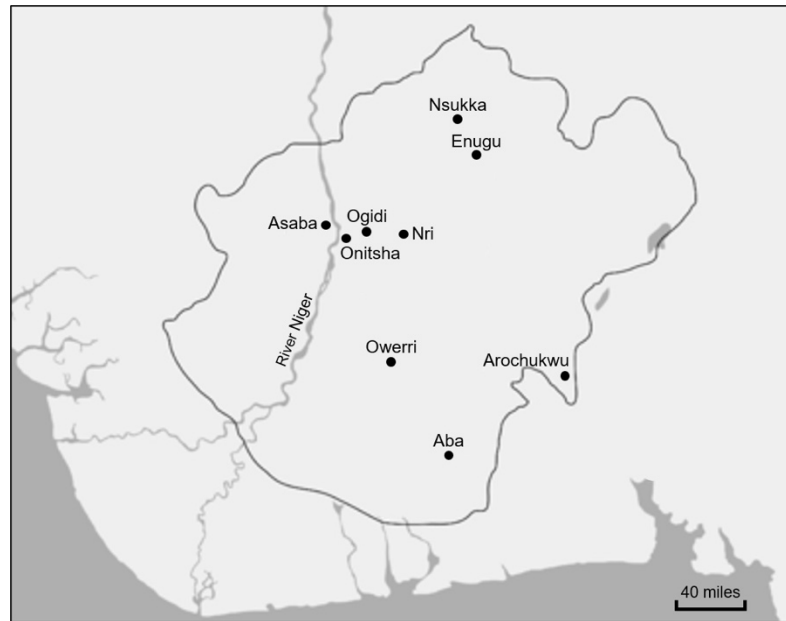 Nsukka
Enugu
Asaba
Ogidi
Nri
Onitsha
River Niger
Owerri
Arochukwu
Aba
40 miles